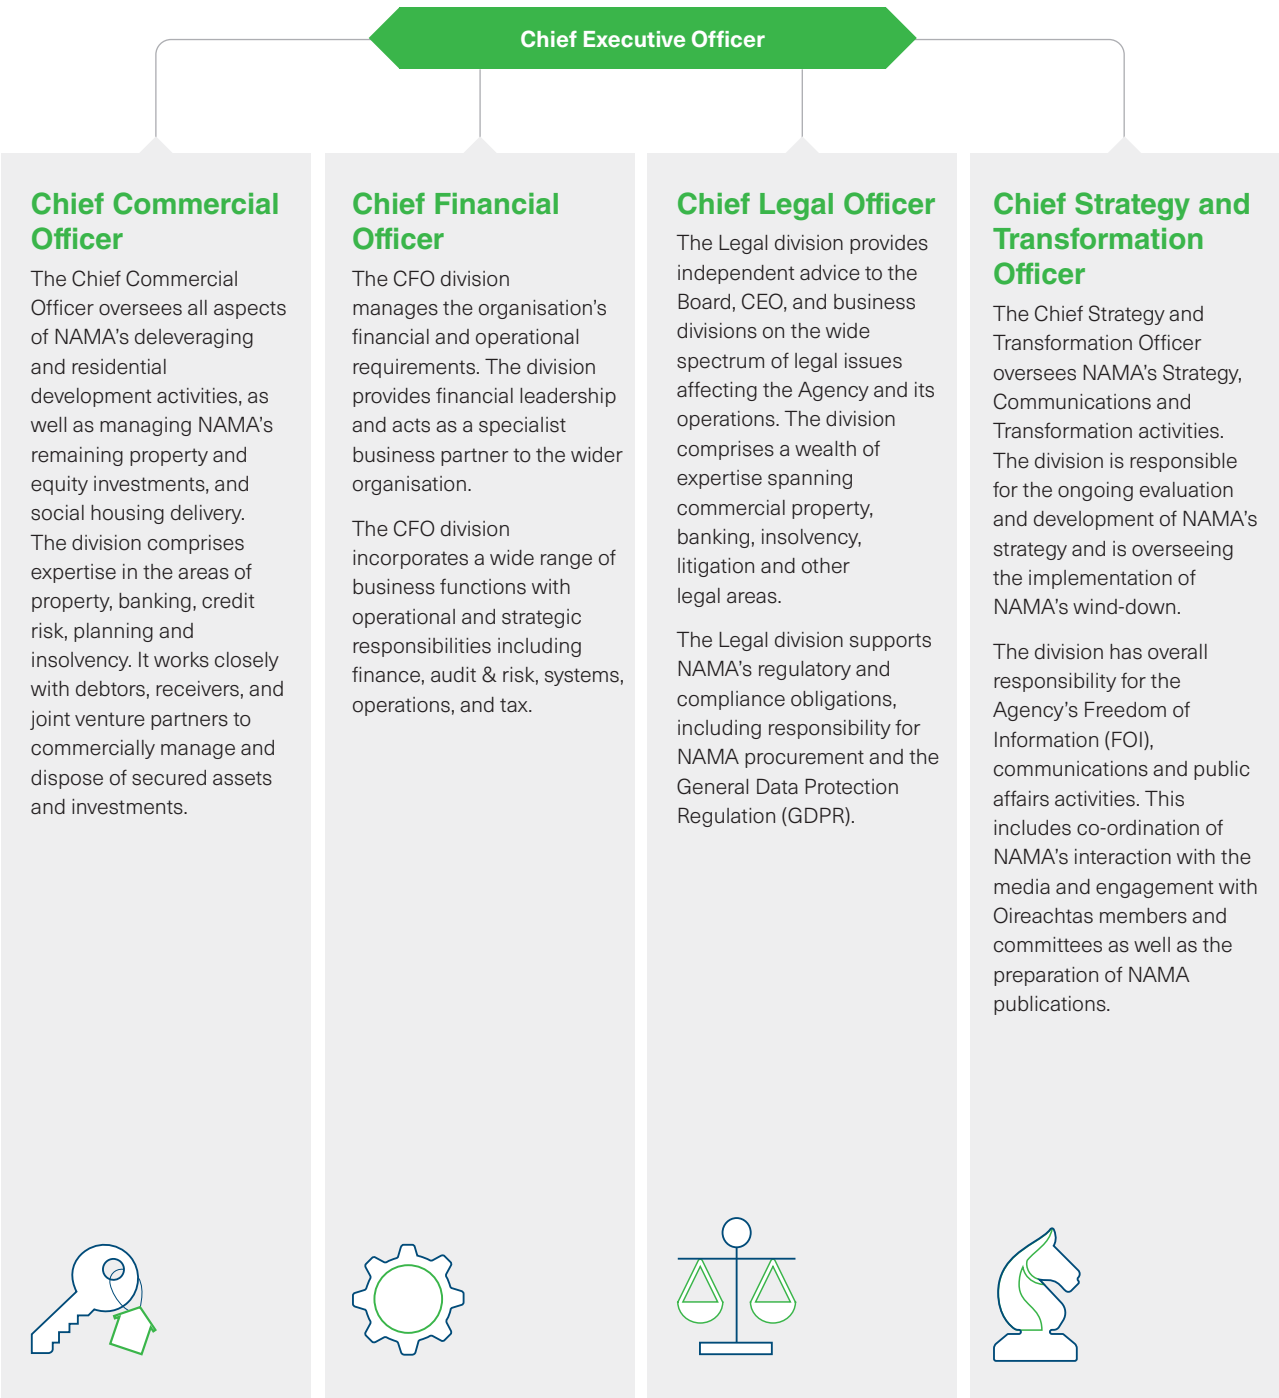 Chief Executive Officer
Chief Commercial
Officer
The Chief Commercial
Officer oversees all aspects
of NAMA’s deleveraging
and residential
development activities, as
well as managing NAMA’s
remaining property and
equity investments, and
social housing delivery.
The division comprises
expertise in the areas of
property, banking, credit
risk, planning and
insolvency. It works closely
with debtors, receivers, and
joint venture partners to
commercially manage and
dispose of secured assets
and investments.
Chief Financial
Officer
The CFO division
manages the organisation’s
financial and operational
requirements. The division
provides financial leadership
and acts as a specialist
business partner to the wider
organisation.
The CFO division
incorporates a wide range of
business functions with
operational and strategic
responsibilities including
finance, audit & risk, systems,
operations, and tax.
Chief Legal Officer
The Legal division provides
independent advice to the
Board, CEO, and business
divisions on the wide
spectrum of legal issues
affecting the Agency and its
operations. The division
comprises a wealth of
expertise spanning
commercial property,
banking, insolvency,
litigation and other
legal areas.
The Legal division supports
NAMA’s regulatory and
compliance obligations,
including responsibility for
NAMA procurement and the
General Data Protection
Regulation (GDPR).
Chief Strategy and
Transformation
Officer
The Chief Strategy and
Transformation Officer
oversees NAMA’s Strategy,
Communications and
Transformation activities.
The division is responsible
for the ongoing evaluation
and development of NAMA’s
strategy and is overseeing
the implementation of
NAMA’s wind-down.
The division has overall
responsibility for the
Agency’s Freedom of
Information (FOI),
communications and public
affairs activities. This
includes co-ordination of
NAMA’s interaction with the
media and engagement with
Oireachtas members and
committees as well as the
preparation of NAMA
publications.